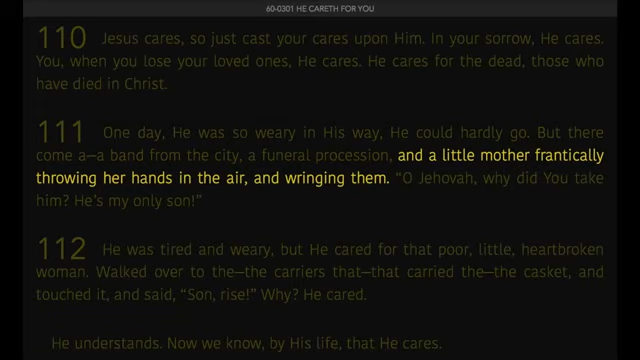 60-0301 HE CARETH FOR YOU
110 Jesus cares, so just cast your cares upon Him. In your sorrow, He cares.
You, when you lose your loved ones, He cares. He cares for the dead, those who
have died in Christ.
111 One day, He was so weary in His way, He could hardly go. But there
come a—a band from the city, a funeral procession, and a little mother frantically
throwing her hands in the air, and wringing them. “O Jehovah, why did You take
him? He's my only son!”
112 He was tired and weary, but He cared for that poor, little, heartbroken
woman. Walked over to the—the carriers that—that carried the—the casket, and
touched it, and said, “Son, rise!” Why? He cared.
He understands. Now we know, by His life, that He cares.